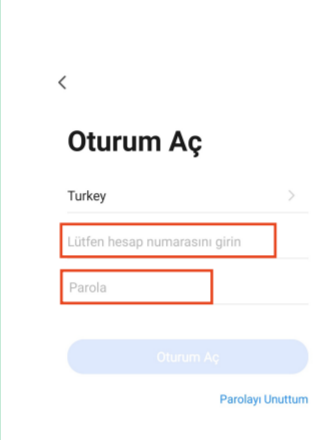 Oturum Aç
Turkey
Lütfen hesap numarasını girin
Parola
Oturum Aç
Parolayı Unuttum